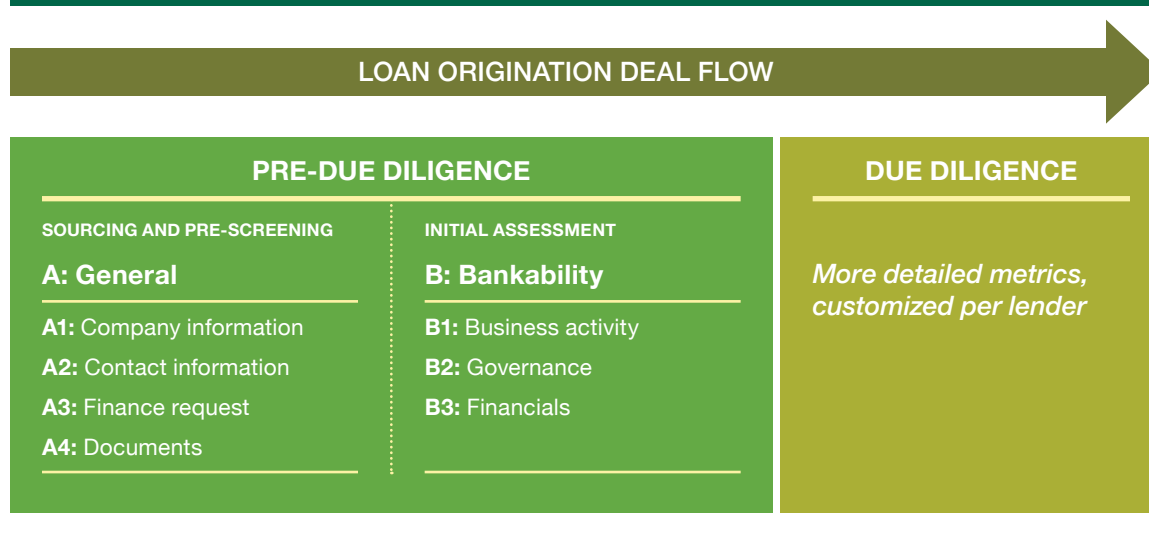 LOAN ORIGINATION DEAL FLOW
PRE-DUE DILIGENCE
SOURCING AND PRE-SCREENING
A: General
A1: Company information
A2: Contact information
A3: Finance request
A4: Documents
INITIAL ASSESSMENT
B: Bankability
B1: Business activity
B2: Governance
B3: Financials
DUE DILIGENCE
More detailed metrics,
customized per lender